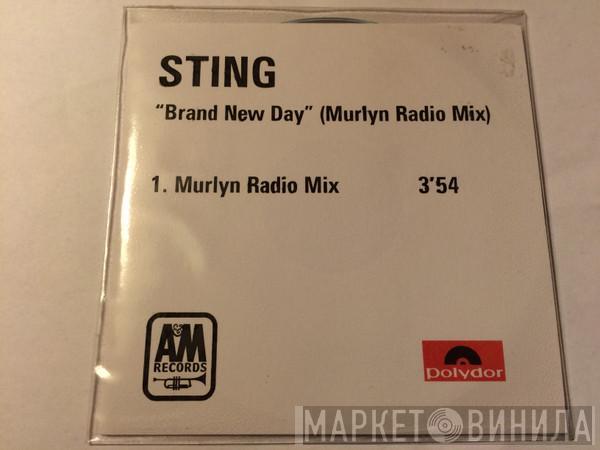 STING
“Brand New Day” (Murlyn Radio Mix)
1. Murlyn Radio Mix 3'54
A&M
RECORDS
polydor
МАРКЕТ ВИНИЛА